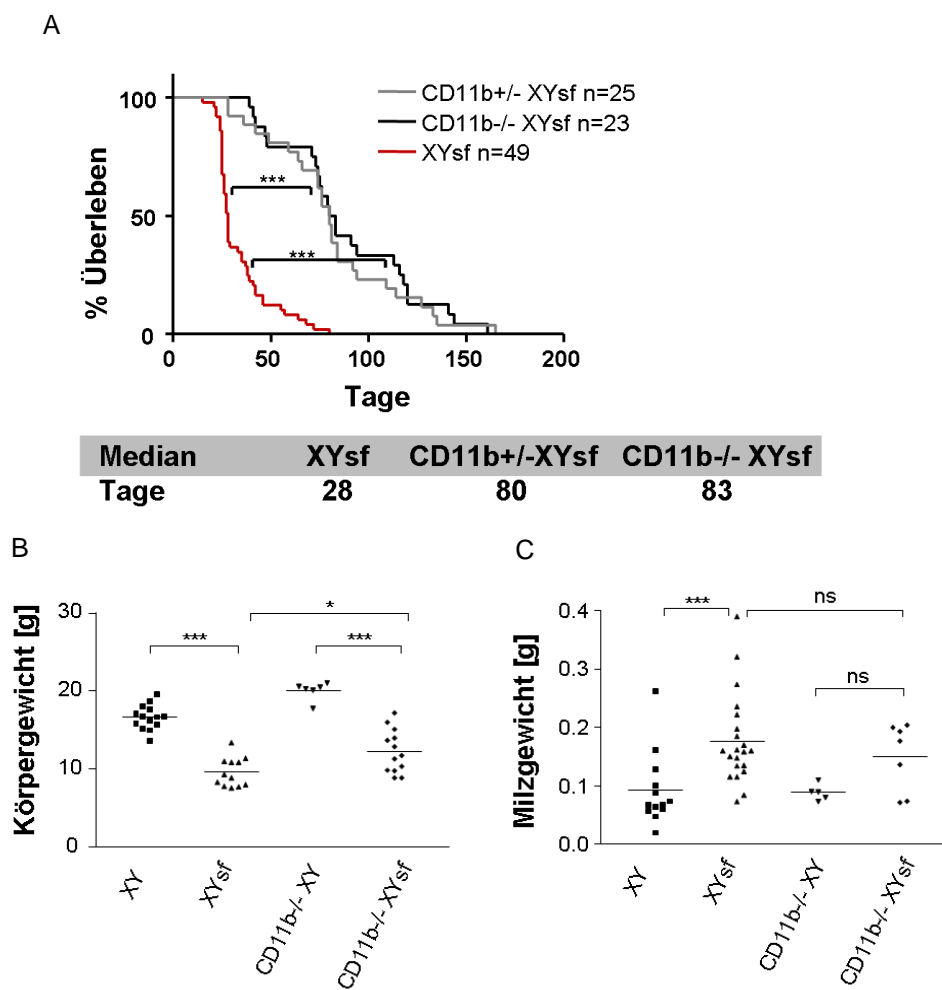 A
CD11b+/- XYsf n=25
CD11b-/- XYsf n=23
XYsf n=49
100
50
0
% Überleben
***
***
0 50 100 150 200
Tage
Median XYsf CD11b+/-XYsf CD11b-/- XYsf
Tage 28 80 83
B
30
20
10
0
Körpergewicht [g]
*
*** ***
XY XYsf CD11b-/- XY CD11b-/- XYsf
C
0.4
0.3
0.2
0.1
0.0
Milzgewicht [g]
*** ns
ns
XY XYsf CD11b-/- XY CD11b-/- XYsf